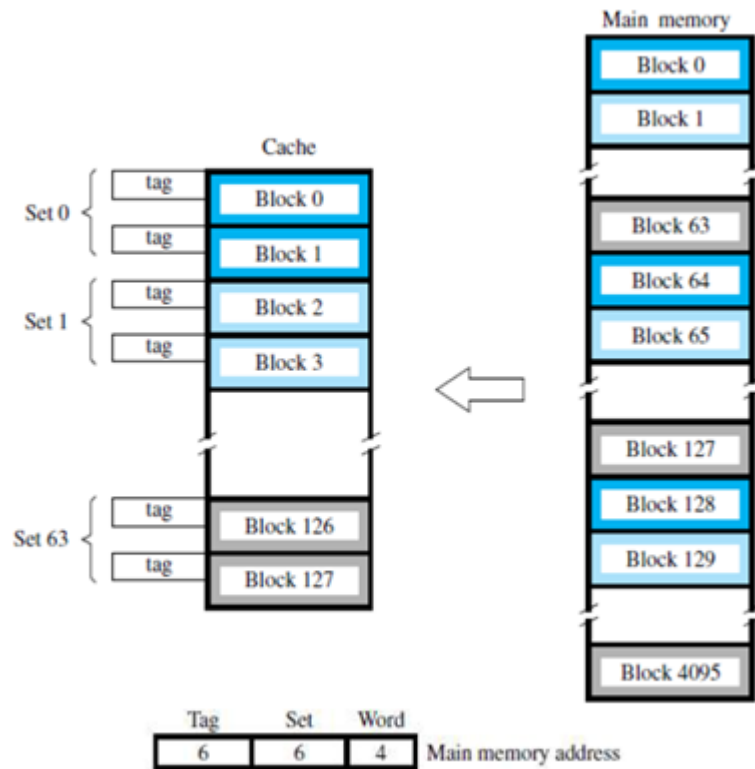 Main memory
Block 0
Block 1
Block 63
Block 64
Block 65
Block 127
Block 128
Block 129
Block 4095
Cache
Set 0
tag
Block 0
tag
Block 1
Set 1
tag
Block 2
tag
Block 3
Set 63
tag
Block 126
tag
Block 127
Tag Set Word
6 6 4 Main memory address